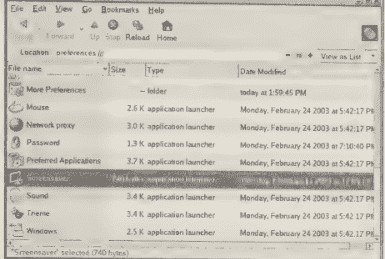 File Edit View Go Bookmarks Help
Forward Up Stop Reload Home
Location: preferences:///
View as List
File name Size Type Date Modified
More Preferences -- folder today at 1:59:45 PM
Mouse 2.6 K application launcher Monday, February 24 2003 at 5:42:17 PM
Network proxy 3.0 K application launcher Monday, February 24 2003 at 5:42:17 PM
Password 1.3 K application launcher Monday, February 24 2003 at 7:10:40 PM
Preferred Applications 3.7 K application launcher Monday, February 24 2003 at 5:42:17 PM
Screensaver
Sound 3.4 K application launcher Monday, February 24 2003 at 5:42:17 PM
Theme 3.4 K application launcher Monday, February 24 2003 at 5:42:17 PM
Windows 2.5 K application launcher Monday, February 24 2003 at 5:42:17 PM
"Screensaver" selected (740 bytes)